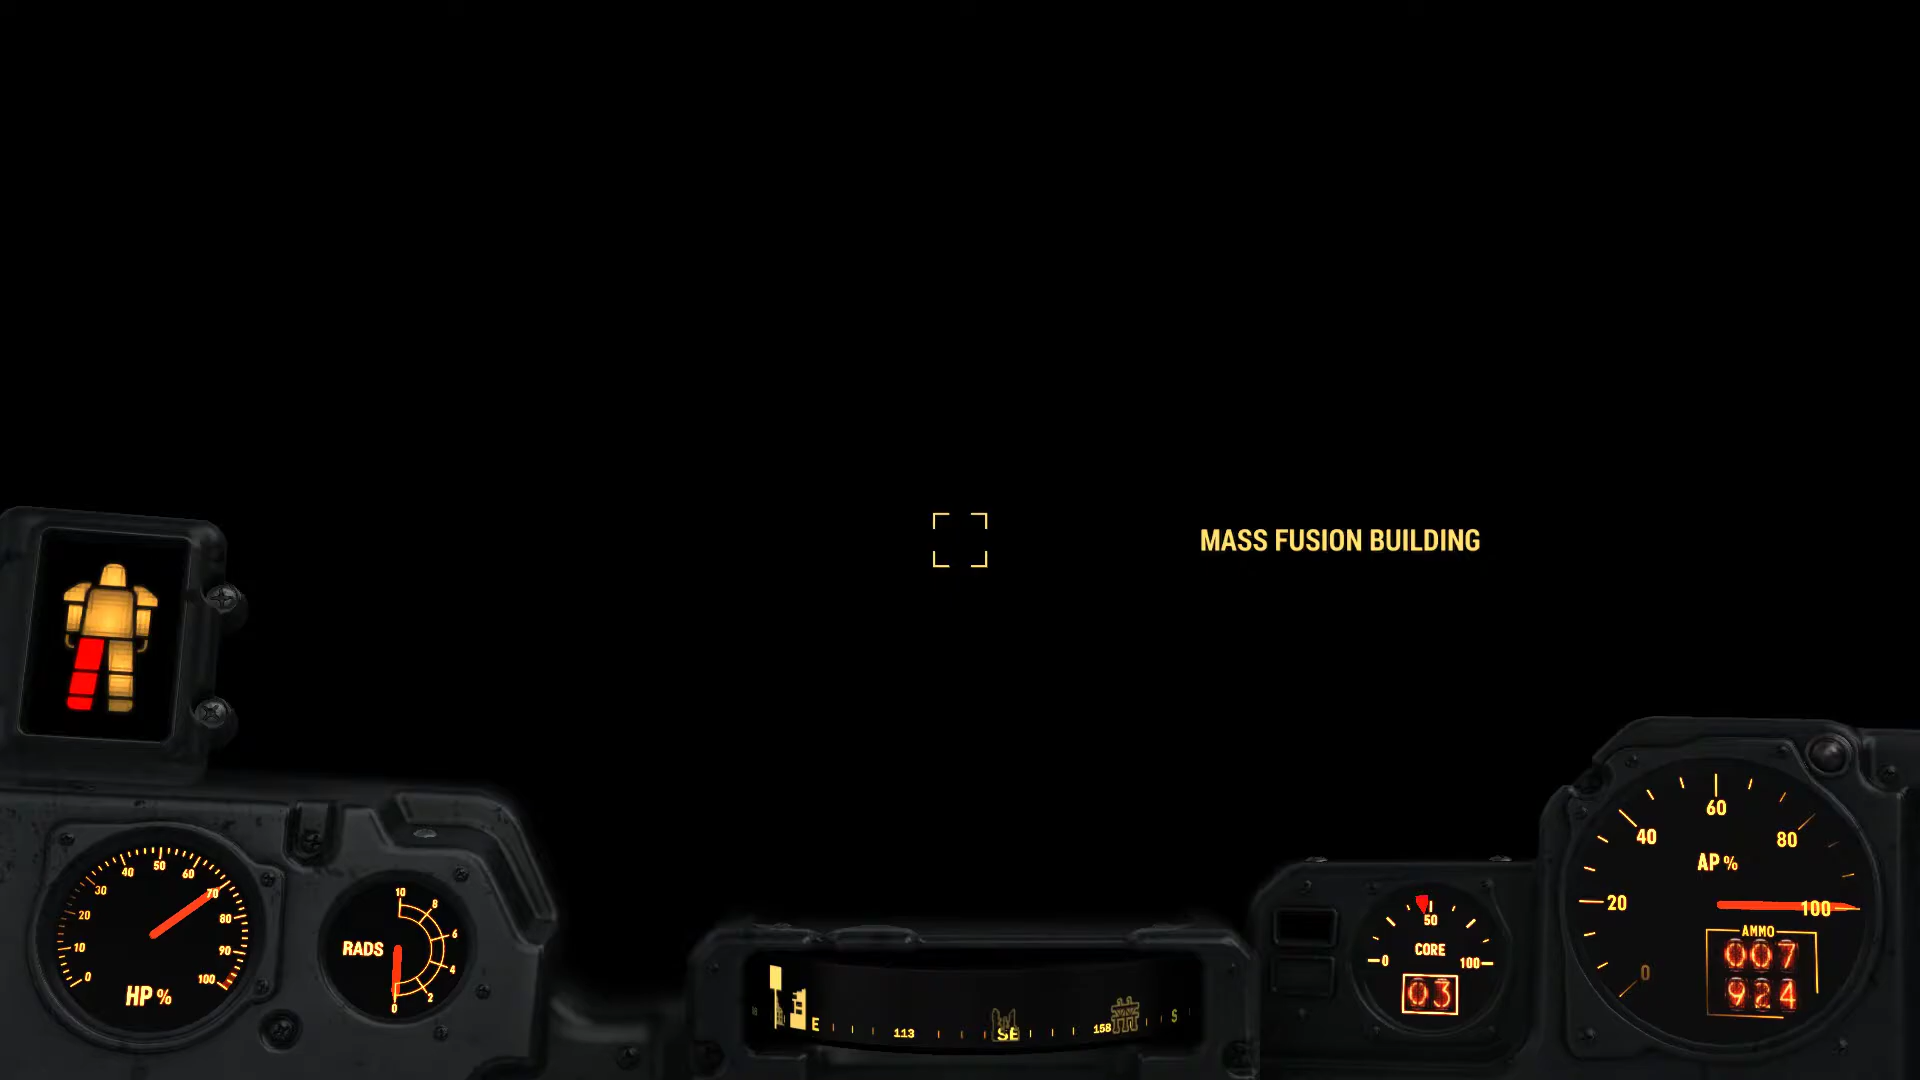 MASS FUSION BUILDING
0 10 20 30 40 50 60 70 80 90 100
HP %
RADS
10 8 6 4 2 0
E 113 SE 158 S
50
CORE
0 100
03
0 20 40 60 80 100
AP %
AMMO
007
924